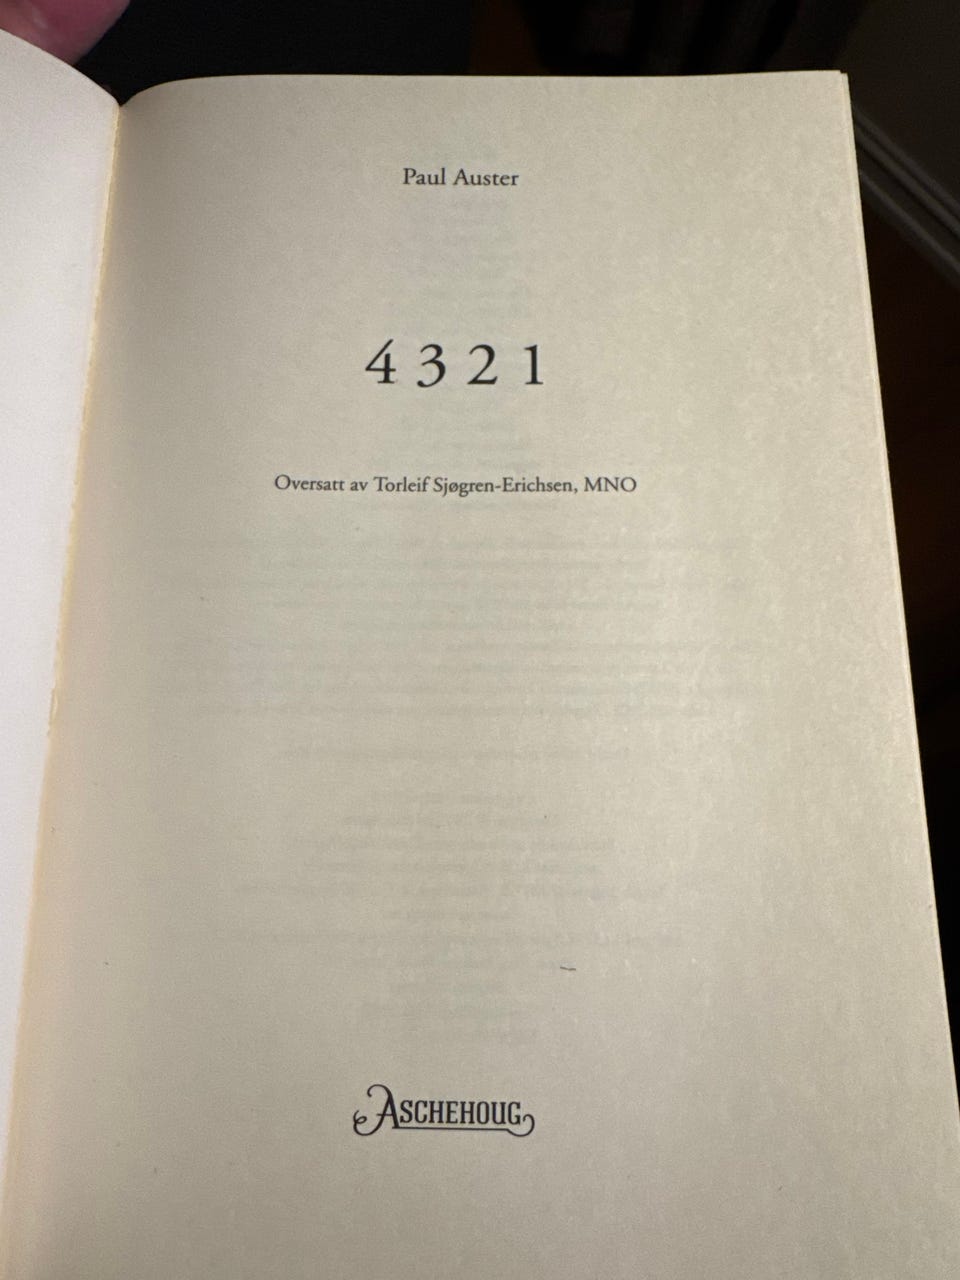 Paul Auster
4 3 2 1
Oversatt av Torleif Sjøgren-Erichsen, MNO
ASCHEHOUG